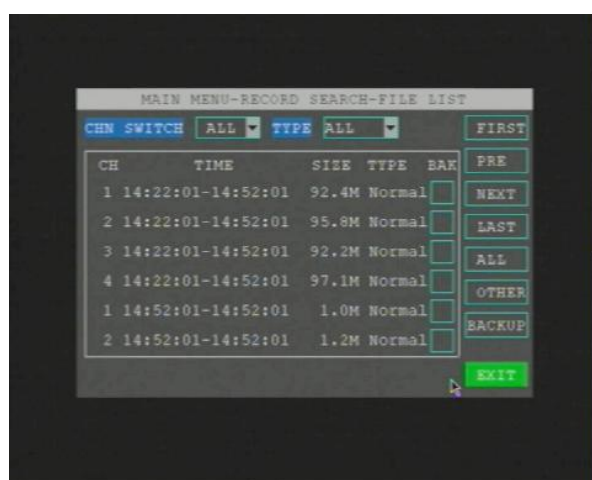 MAIN MENU-RECORD SEARCH-FILE LIST
CHN SWITCH ALL TYPE ALL FIRST
CH TIME SIZE TYPE BAK PRE
1 14:22:01-14:52:01 92.4M Normal NEXT
2 14:22:01-14:52:01 95.8M Normal LAST
3 14:22:01-14:52:01 92.2M Normal ALL
4 14:22:01-14:52:01 97.1M Normal OTHER
1 14:52:01-14:52:01 1.0M Normal BACKUP
2 14:52:01-14:52:01 1.2M Normal
EXIT